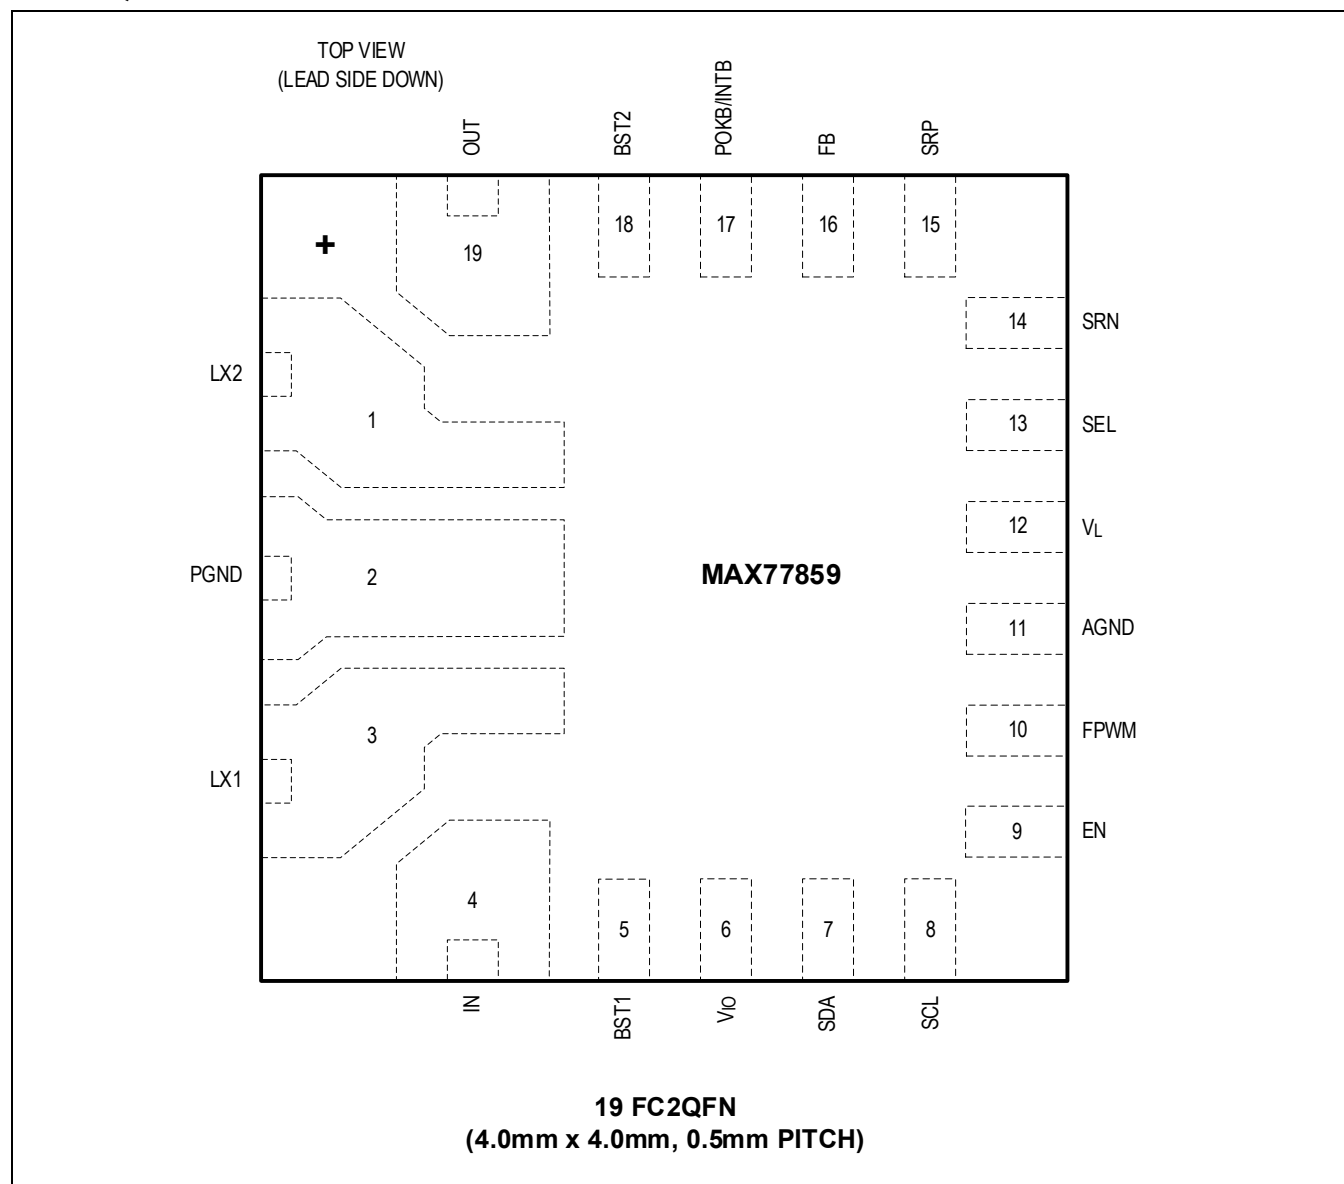 TOP VIEW
(LEAD SIDE DOWN)
OUT
BST2
POKB/INTB
FB
SRP
+
19
18
17
16
15
14
SRN
LX2
1
13
SEL
12
VL
PGND
2
MAX77859
11
AGND
3
10
FPWM
LX1
9
EN
4
5
6
7
8
IN
BST1
VIO
SDA
SCL
19 FC2QFN
(4.0mm x 4.0mm, 0.5mm PITCH)